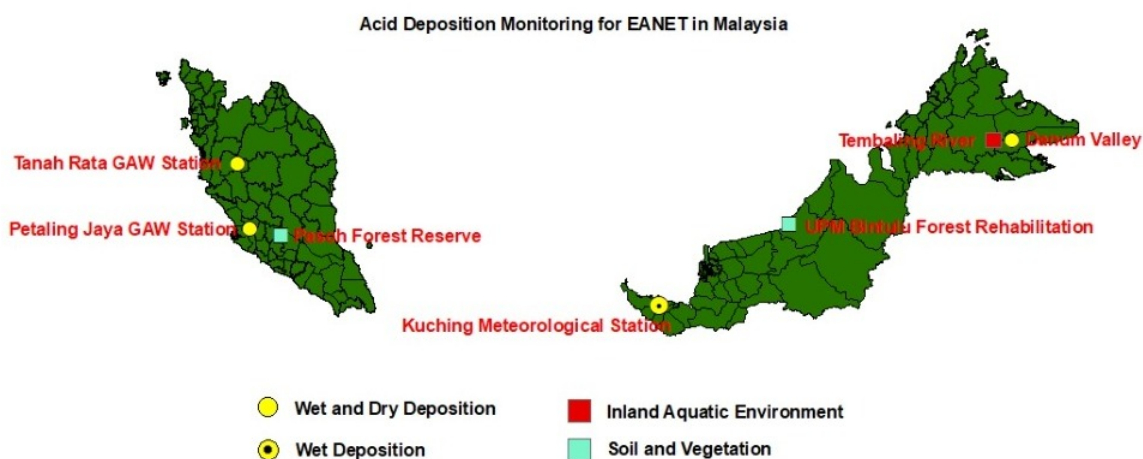 Acid Deposition Monitoring for EANET in Malaysia
Tanah Rata GAW Station
Petaling Jaya GAW Station
Pasoh Forest Reserve
Tembaling River
Danum Valley
UPM Bintulu Forest Rehabilitation
Kuching Meteorological Station
Wet and Dry Deposition
Inland Aquatic Environment
Wet Deposition
Soil and Vegetation